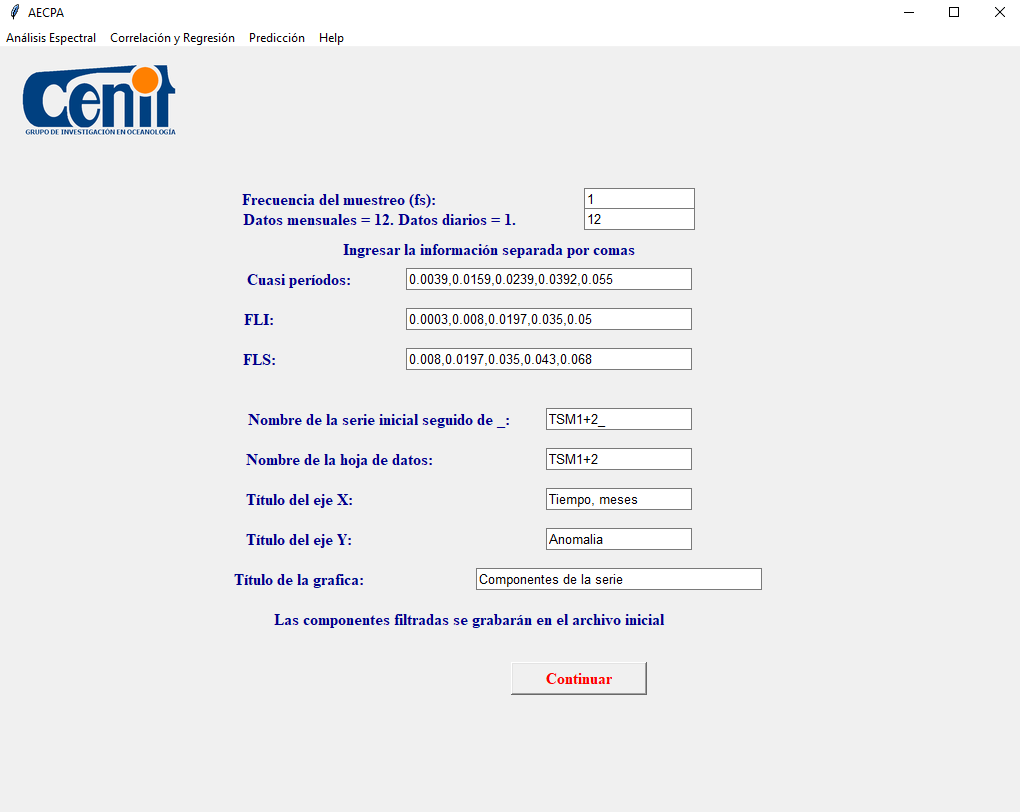 AECPA
Análisis Espectral Correlación y Regresión Predicción Help
cenit
GRUPO DE INVESTIGACIÓN EN OCEANOLOGÍA
Frecuencia del muestreo (fs): 1
Datos mensuales = 12. Datos diarios = 1. 12
Ingresar la información separada por comas
Cuasi períodos: 0.0039,0.0159,0.0239,0.0392,0.055
FLI: 0.0003,0.008,0.0197,0.035,0.05
FLS: 0.008,0.0197,0.035,0.043,0.068
Nombre de la serie inicial seguido de _: TSM1+2_
Nombre de la hoja de datos: TSM1+2
Título del eje X: Tiempo, meses
Título del eje Y: Anomalia
Título de la grafica: Componentes de la serie
Las componentes filtradas se grabarán en el archivo inicial
Continuar